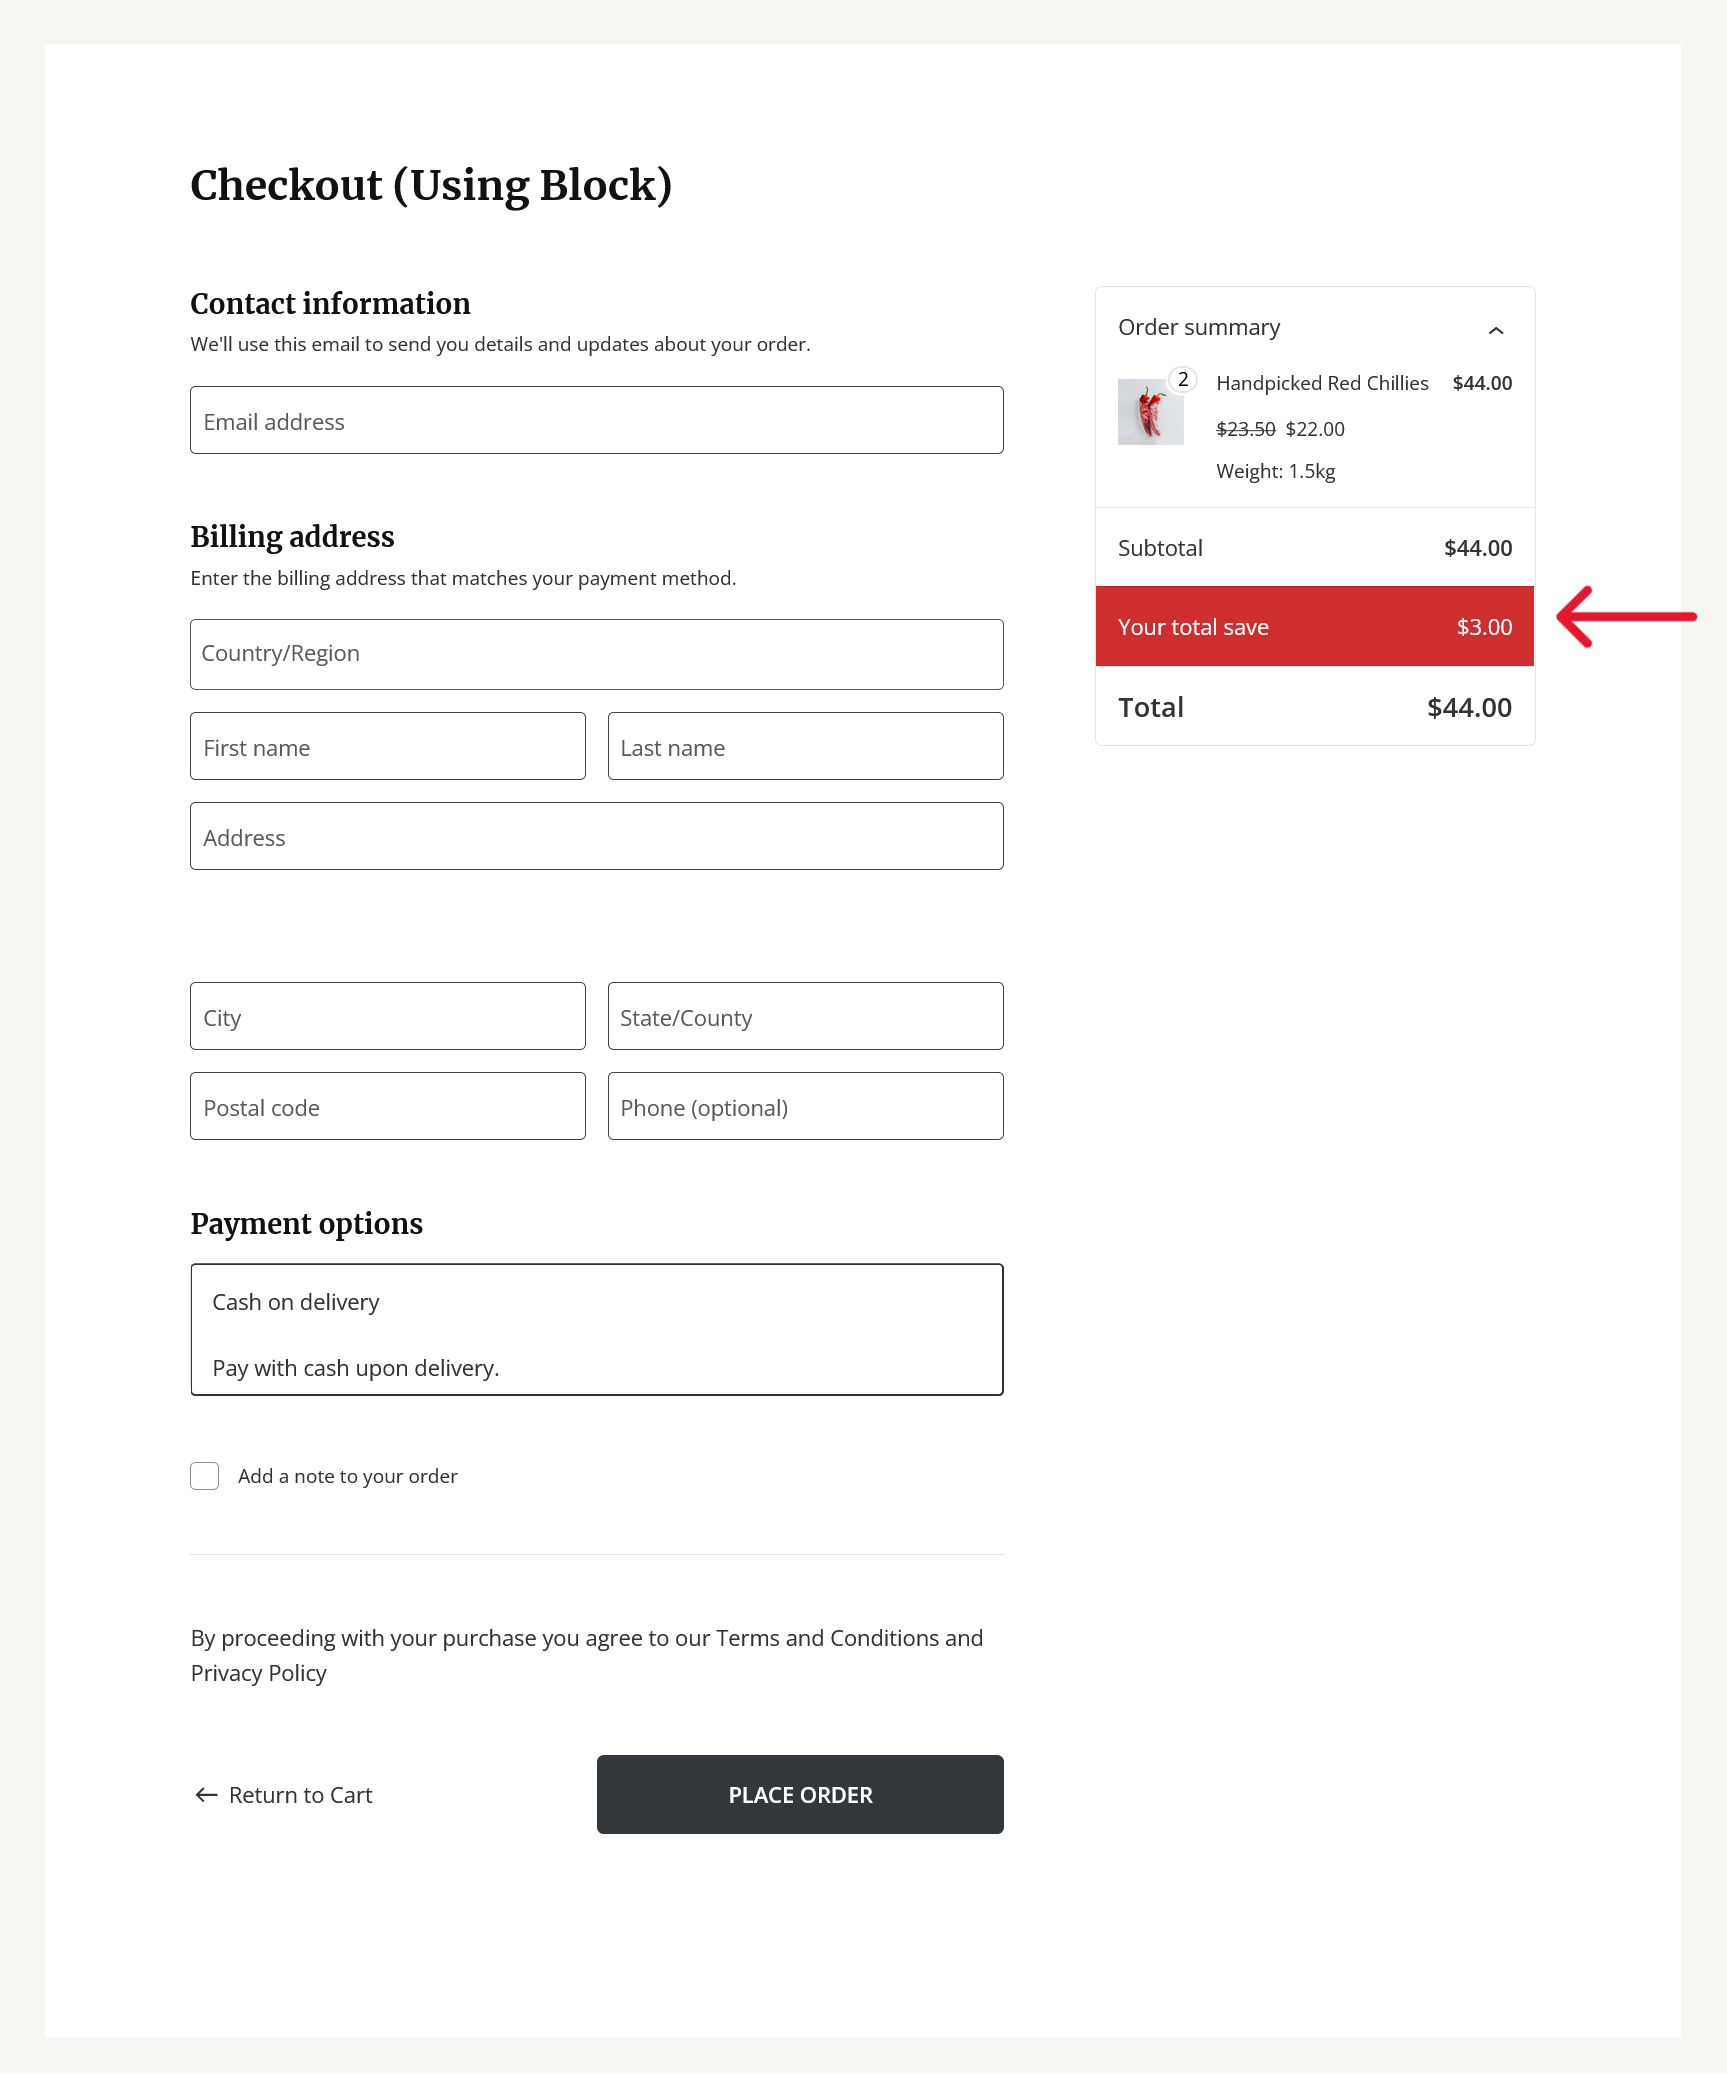 Checkout (Using Block)
Contact information
We'll use this email to send you details and updates about your order.
Email address
Billing address
Enter the billing address that matches your payment method.
Country/Region
First name
Last name
Address
City
State/County
Postal code
Phone (optional)
Payment options
Cash on delivery
Pay with cash upon delivery.
Add a note to your order
By proceeding with your purchase you agree to our Terms and Conditions and
Privacy Policy
Return to Cart
PLACE ORDER
Order summary
2
Handpicked Red Chillies $44.00
$23.50 $22.00
Weight: 1.5kg
Subtotal $44.00
Your total save $3.00
Total $44.00